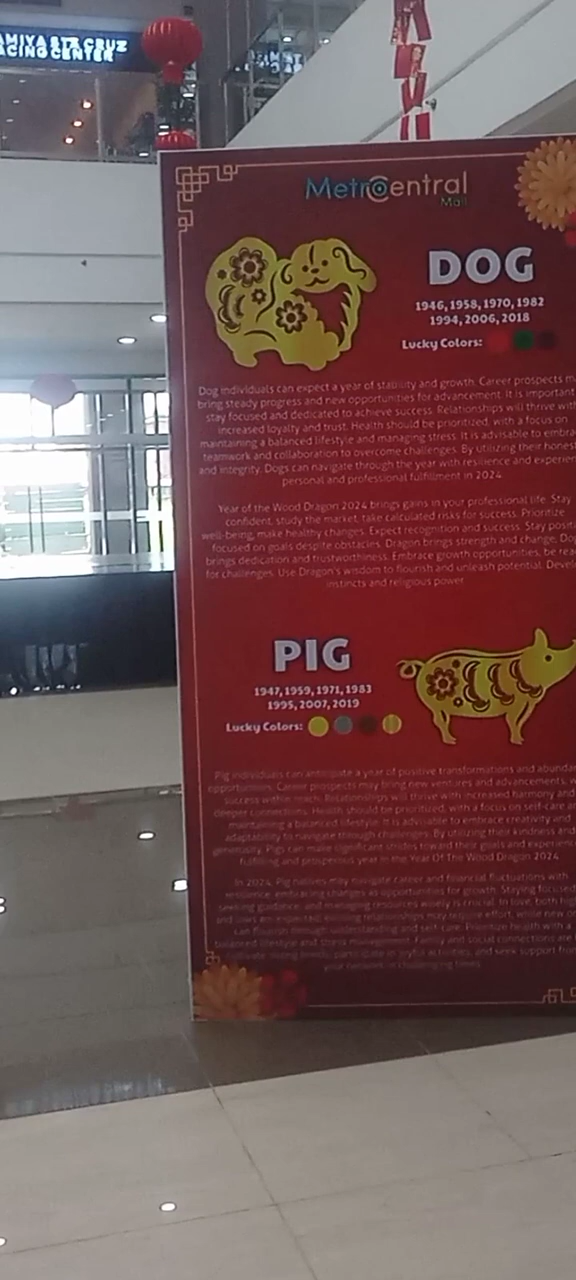 AMIYA STA CRUZ
ACING CENTER
MetroCentral
Mall
DOG
1946, 1958, 1970, 1982
1994, 2006, 2018
Lucky Colors:
Dog individuals can expect a year of stability and growth. Career prospects m
bring steady progress and new opportunities for advancement. It is important
stay focused and dedicated to achieve success. Relationships will thrive with
increased loyalty and trust. Health should be prioritized, with a focus on
maintaining a balanced lifestyle and managing stress. It is advisable to embra
teamwork and collaboration to overcome challenges. By utilizing their honest
and integrity, Dogs can navigate through the year with resilience and experien
personal and professional fulfillment in 2024
Year of the Wood Dragon 2024 brings gains in your professional life. Stay
confident, study the market, take calculated risks for success. Prioritize
well-being, make healthy changes. Expect recognition and success. Stay positi
focused on goals despite obstacles. Dragon brings strength and change, Dog
brings dedication and trustworthiness. Embrace growth opportunities, be read
for challenges. Use Dragon's wisdom to flourish and unleash potential. Develo
instincts and religious power
PIG
1947, 1959, 1971, 1983
1995, 2007, 2019
Lucky Colors:
Pig individuals can anticipate a year of positive transformations and abundan
opportunities. Career prospects may bring new ventures and advancements, w
success within reach. Relationships will thrive with increased harmony and
deeper connections. Health should be prioritized, with a focus on self-care an
maintaining a balanced lifestyle. It is advisable to embrace creativity and
adaptability to navigate through challenges. By utilizing their kindness and
generosity, Pigs can make significant strides toward their goals and experience
fulfilling and prosperous year in the Year Of the Wood Dragon 2024
In 2024, Pig natives may navigate career and financial fluctuations with
resilience, embracing changes as opportunities for growth. Staying focused
seeking guidance, and managing resources wisely is crucial. In love, both high
and lows are expected; existing relationships may require effort, while new on
can flourish through understanding and self-care. Prioritize health with a
balanced lifestyle and stress management. Family and social connections are
cultivate strong bonds, participate in joyful activities, and seek support from
your network in challenging times